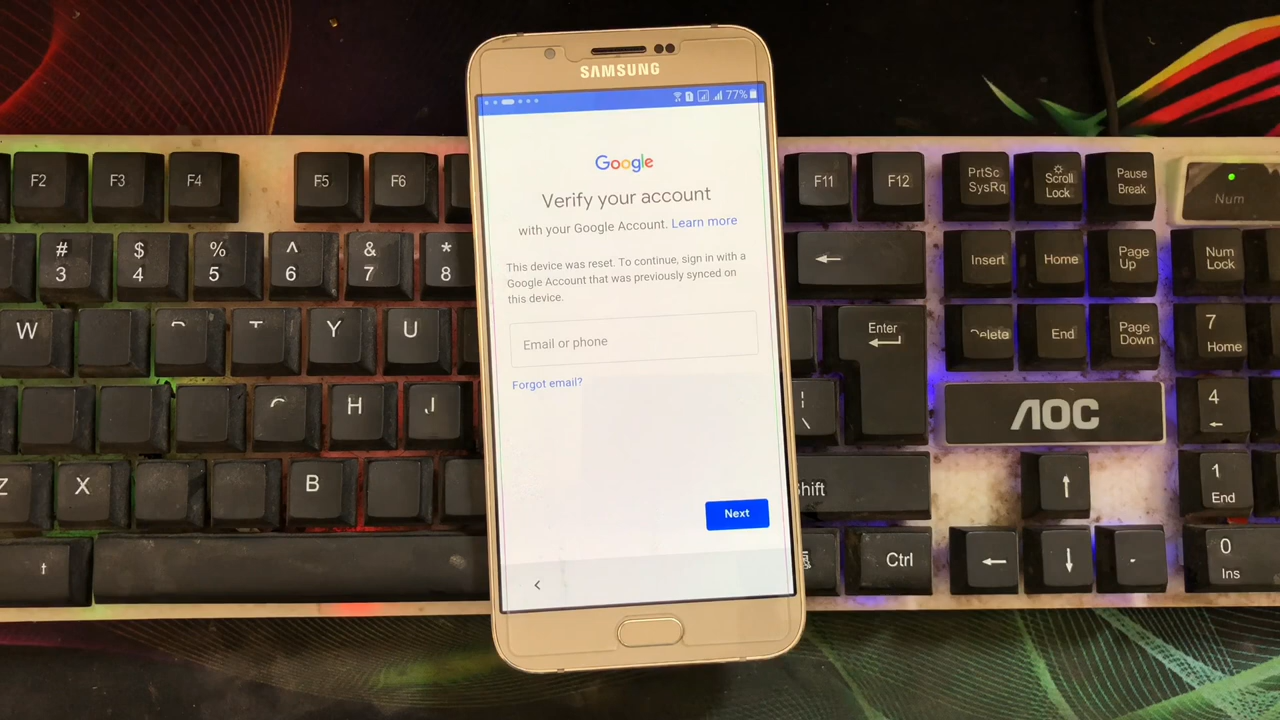 SAMSUNG
77%
Google
Verify your account
with your Google Account. Learn more
This device was reset. To continue, sign in with a
Google Account that was previously synced on
this device.
Email or phone
Forgot email?
Next
F2 F3 F4 F5 F6 F11 F12 PrtSc SysRq Scroll Lock Pause Break Num
# 3 $ 4 % 5 ^ 6 & 7 * 8 Insert Home Page Up Num Lock
W Y U Enter Delete End Page Down 7 Home
H J AOC 4
Z X B Shift 1 End
Ctrl 0 Ins